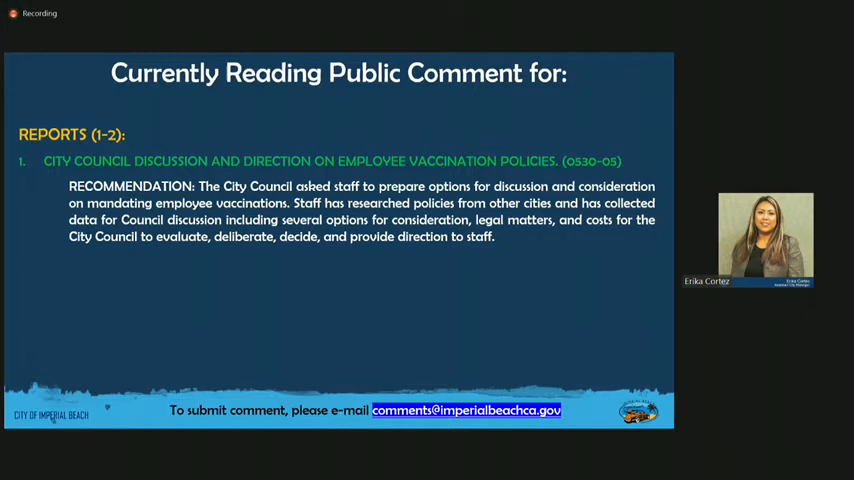 Recording
Currently Reading Public Comment for:
REPORTS (1-2):
1. CITY COUNCIL DISCUSSION AND DIRECTION ON EMPLOYEE VACCINATION POLICIES. (0530-05)
RECOMMENDATION: The City Council asked staff to prepare options for discussion and consideration
on mandating employee vaccinations. Staff has researched policies from other cities and has collected
data for Council discussion including several options for consideration, legal matters, and costs for the
City Council to evaluate, deliberate, decide, and provide direction to staff.
Erika Cortez
Erika Cortez
Assistant City Manager
CITY OF IMPERIAL BEACH
To submit comment, please e-mail comments@imperialbeachca.gov